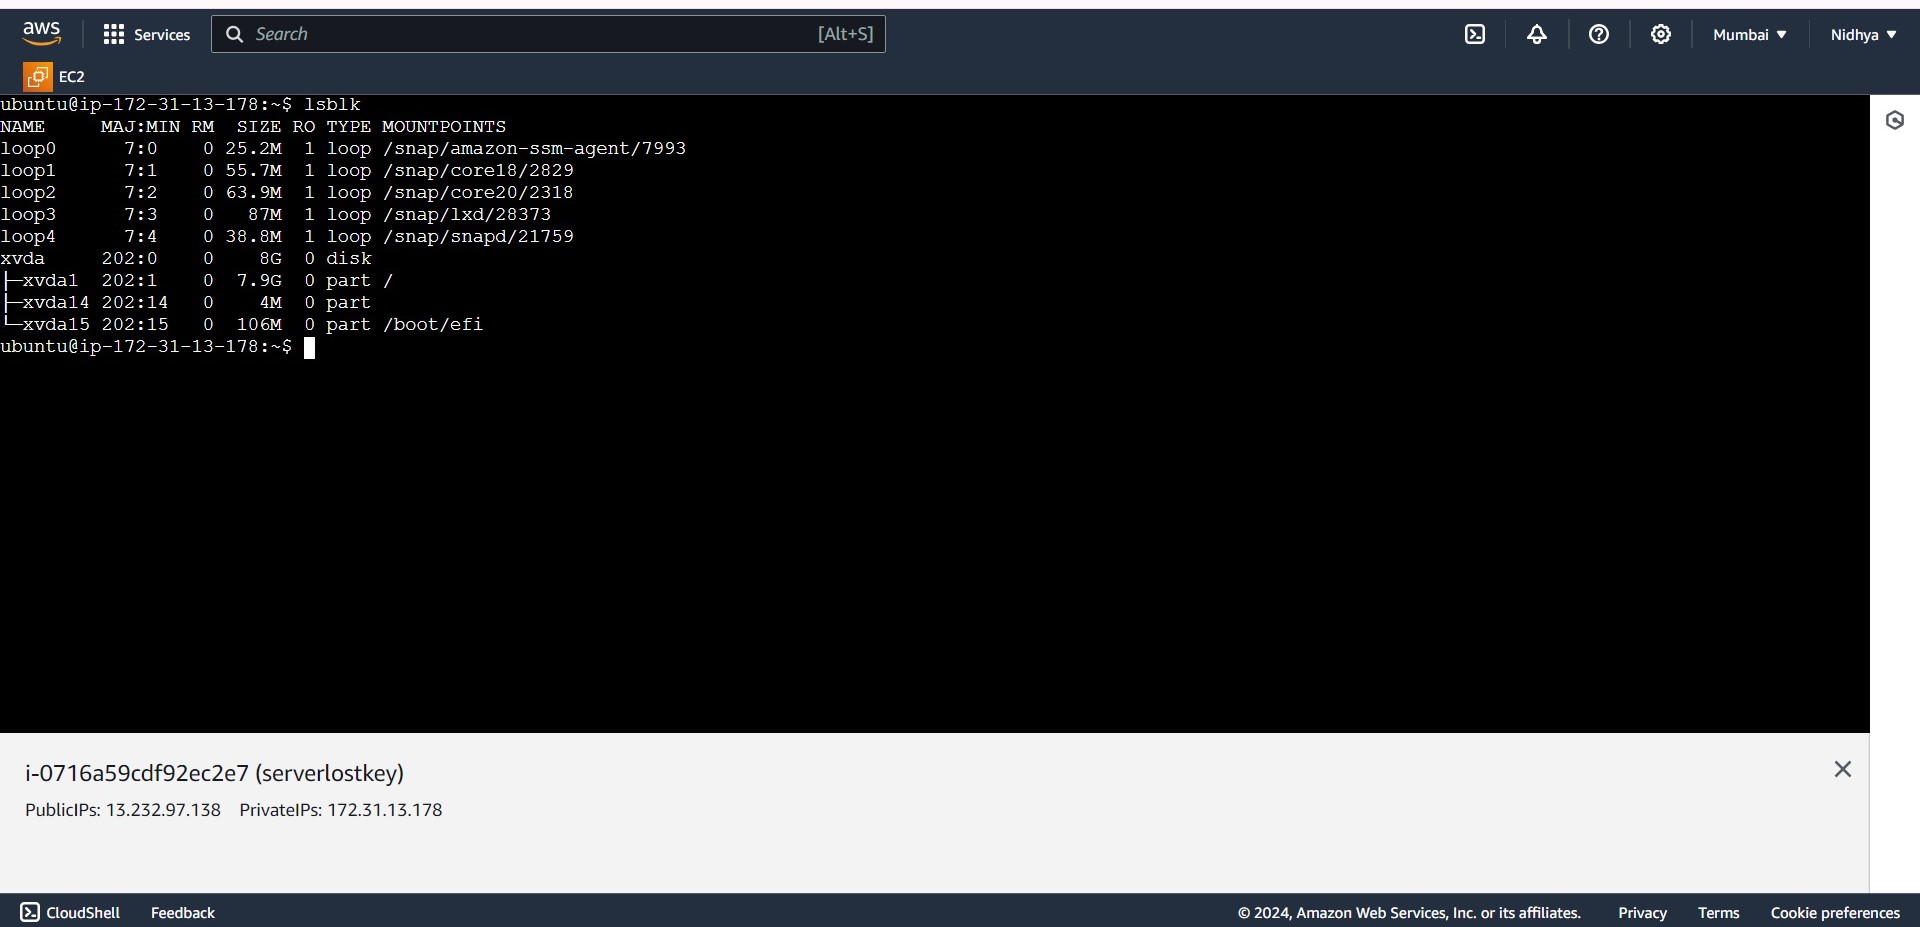 aws Services Search [Alt+S] Mumbai ▼ Nidhya ▼
EC2
ubuntu@ip-172-31-13-178:~$ lsblk
NAME     MAJ:MIN RM  SIZE RO TYPE MOUNTPOINTS
loop0      7:0    0 25.2M  1 loop /snap/amazon-ssm-agent/7993
loop1      7:1    0 55.7M  1 loop /snap/core18/2829
loop2      7:2    0 63.9M  1 loop /snap/core20/2318
loop3      7:3    0   87M  1 loop /snap/lxd/28373
loop4      7:4    0 38.8M  1 loop /snap/snapd/21759
xvda     202:0    0    8G  0 disk
├─xvda1  202:1    0  7.9G  0 part /
├─xvda14 202:14   0    4M  0 part
└─xvda15 202:15   0  106M  0 part /boot/efi
ubuntu@ip-172-31-13-178:~$
i-0716a59cdf92ec2e7 (serverlostkey)
PublicIPs: 13.232.97.138 PrivateIPs: 172.31.13.178
CloudShell Feedback © 2024, Amazon Web Services, Inc. or its affiliates. Privacy Terms Cookie preferences